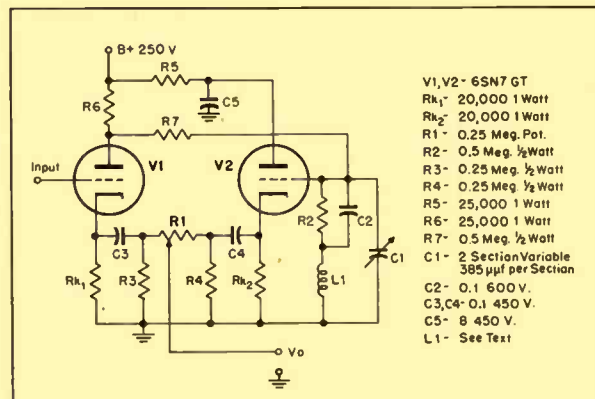 B+ 250 V
R5
C5
R6
R7
Input
V1
V2
R1
R2
C2
C1
C3
C4
L1
Rk1
R3
R4
Rk2
Vo
V1,V2- 6SN7 GT
Rk1- 20,000 1 Watt
Rk2- 20,000 1 Watt
R1- 0.25 Meg. Pot.
R2- 0.5 Meg. ½ Watt
R3- 0.25 Meg. ½ Watt
R4- 0.25 Meg. ½ Watt
R5- 25,000 1 Watt
R6- 25,000 1 Watt
R7- 0.5 Meg. ½ Watt
C1- 2 Section Variable
385 µµf per Section
C2- 0.1 600 V.
C3,C4- 0.1 450 V.
C5- 8 450 V.
L1- See Text